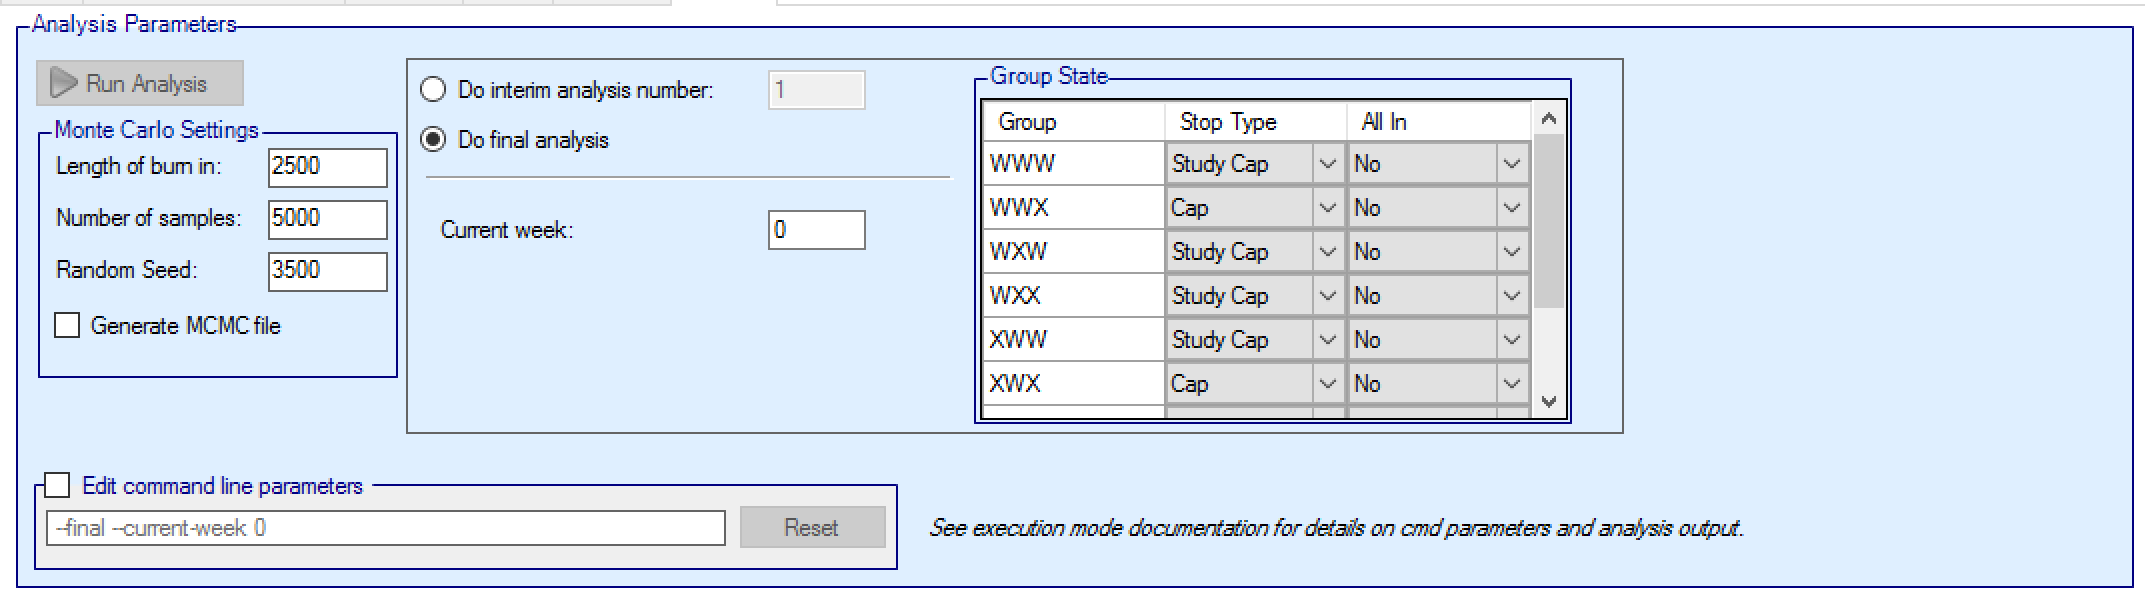 Analysis Parameters
Run Analysis
Monte Carlo Settings
Length of burn in: 2500
Number of samples: 5000
Random Seed: 3500
Generate MCMC file
Do interim analysis number: 1
Do final analysis
Current week: 0
Group State
Group Stop Type All In
WWW Study Cap No
WWX Cap No
WXW Study Cap No
WXX Study Cap No
XWW Study Cap No
XWX Cap No
Edit command line parameters
--final --current-week 0
Reset
See execution mode documentation for details on cmd parameters and analysis output.